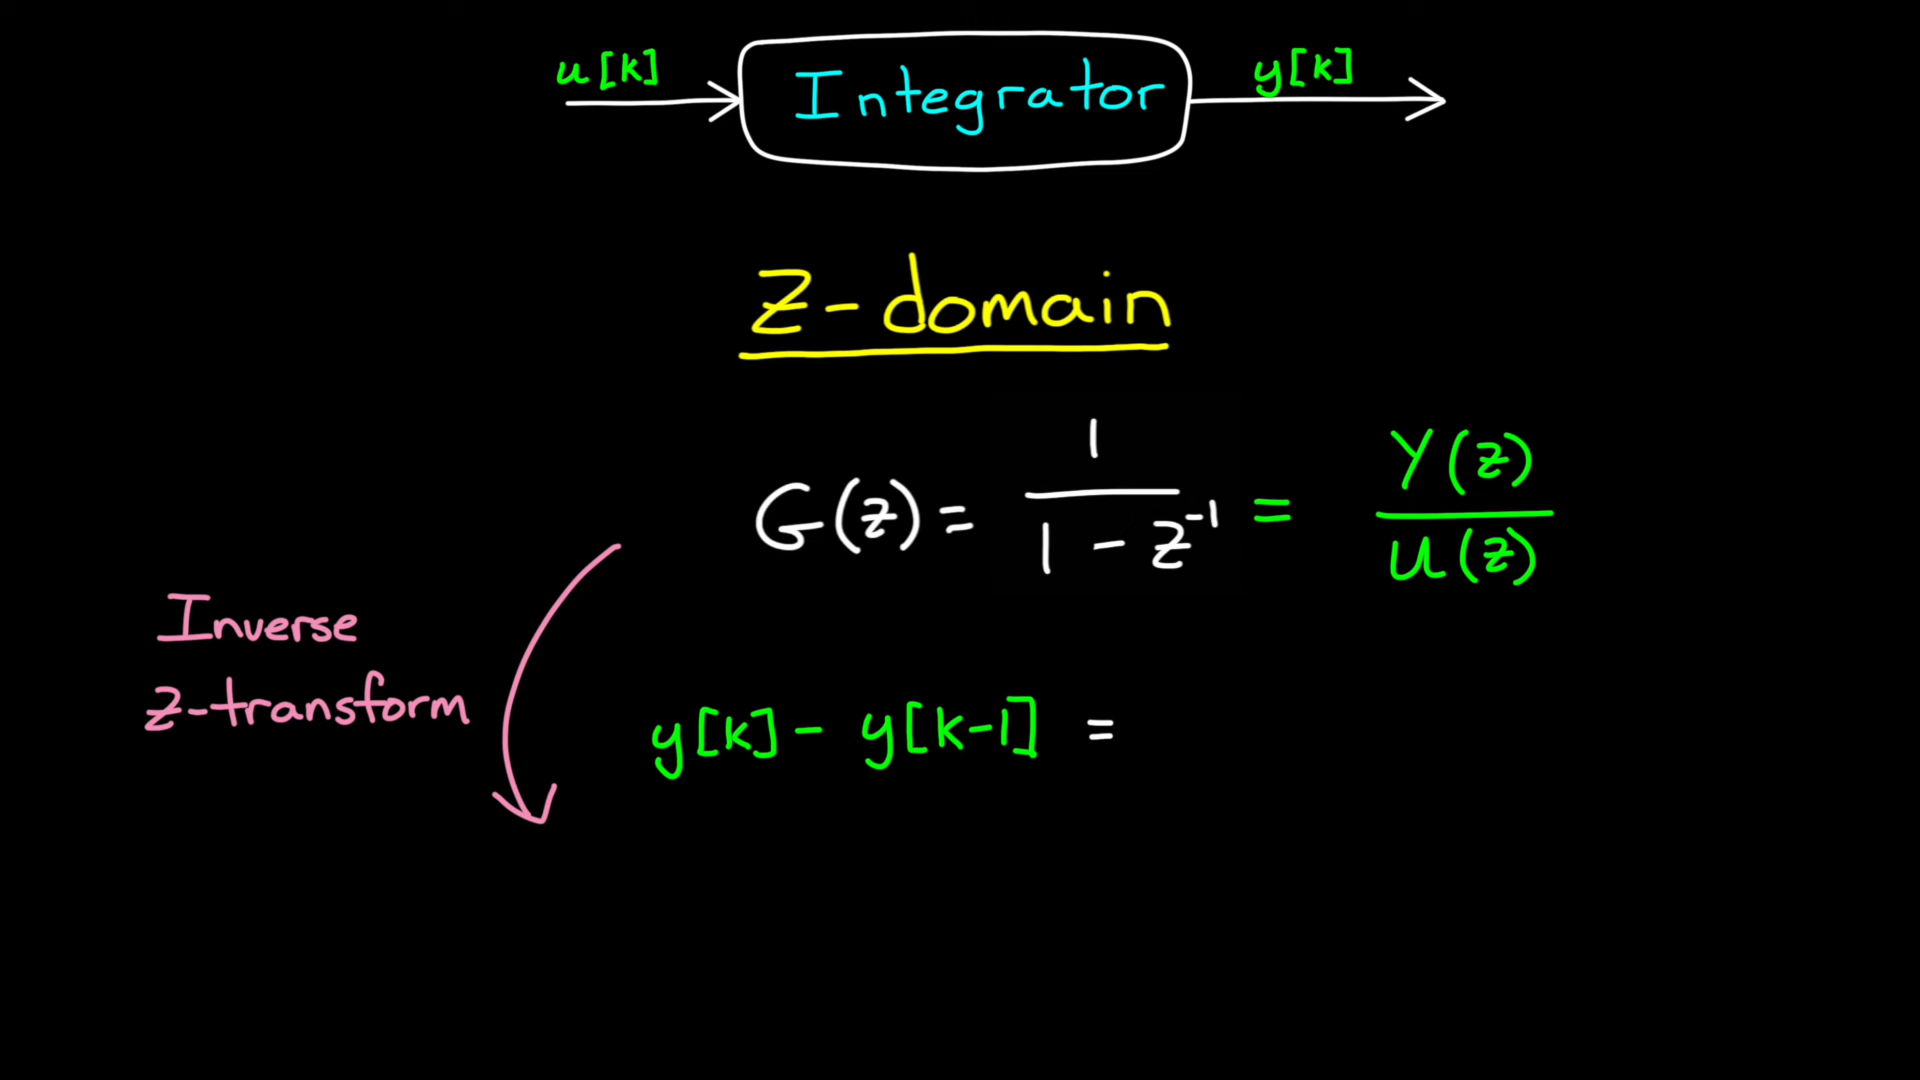 u[k] Integrator y[k]
Z-domain
G(z) = 1 / (1 - z⁻¹) = Y(z) / U(z)
Inverse
z-transform
y[k] - y[k-1] =